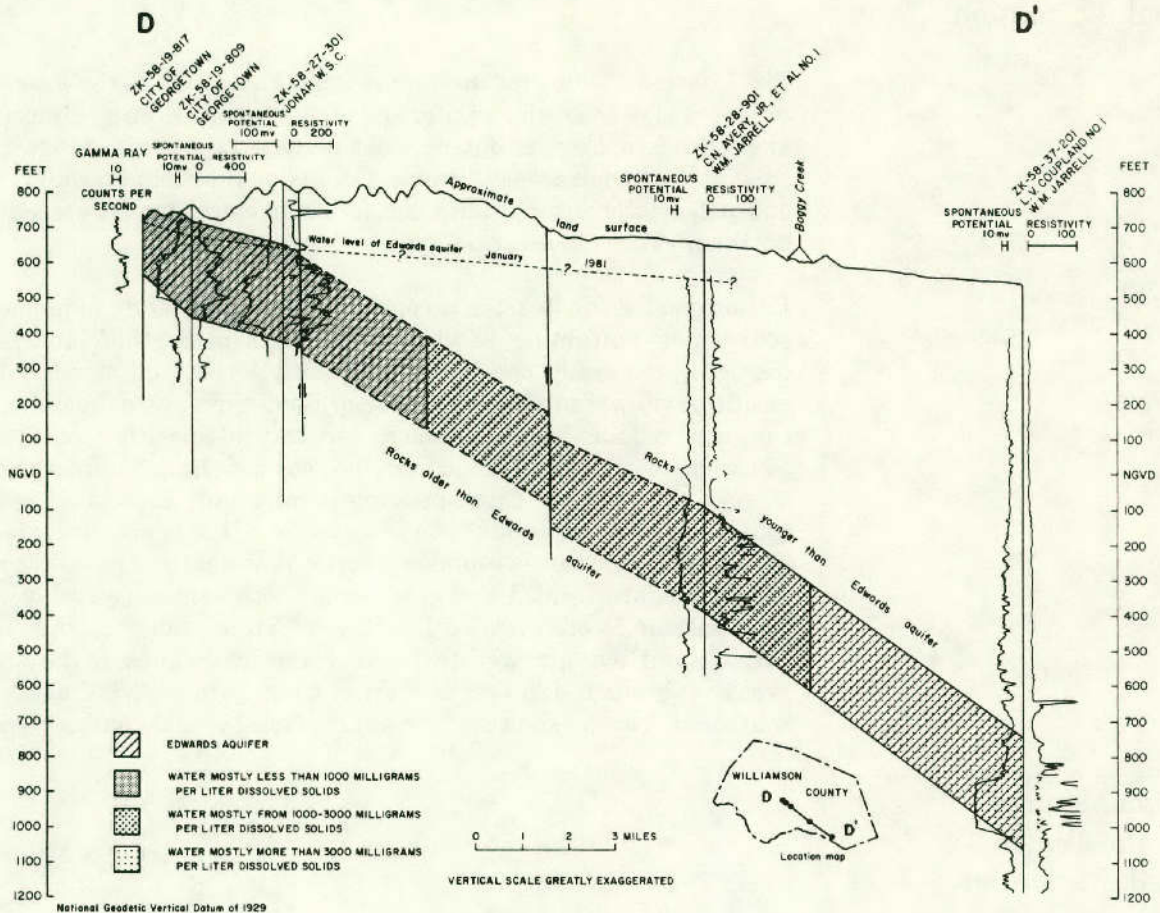 D
D'
ZK-58-19-817
CITY OF
GEORGETOWN
ZK-58-19-809
CITY OF
GEORGETOWN
ZK-58-27-301
JONAH W.S.C.
ZK-58-28-901
C.N. AVERY, JR, ET AL NO.1
WM. JARRELL
ZK-58-37-201
L.V. COUPLAND NO.1
W.M. JARRELL
SPONTANEOUS
POTENTIAL
100mv
RESISTIVITY
0 200
GAMMA RAY
10
COUNTS PER
SECOND
SPONTANEOUS
POTENTIAL
10mv
RESISTIVITY
0 400
SPONTANEOUS
POTENTIAL
10 mv
RESISTIVITY
0 100
SPONTANEOUS
POTENTIAL
10 mv
RESISTIVITY
0 100
Boggy Creek
FEET
800
700
600
500
400
300
200
100
NGVD
100
200
300
400
500
600
700
800
900
1000
1100
1200
FEET
800
700
600
500
400
300
200
100
NGVD
100
200
300
400
500
600
700
800
900
1000
1100
1200
Approximate land surface
Water level of Edwards aquifer January 1981
?
?
?
Rocks younger than Edwards aquifer
Rocks older than Edwards aquifer
EDWARDS AQUIFER
WATER MOSTLY LESS THAN 1000 MILLIGRAMS
PER LITER DISSOLVED SOLIDS
WATER MOSTLY FROM 1000-3000 MILLIGRAMS
PER LITER DISSOLVED SOLIDS
WATER MOSTLY MORE THAN 3000 MILLIGRAMS
PER LITER DISSOLVED SOLIDS
0 1 2 3 MILES
VERTICAL SCALE GREATLY EXAGGERATED
WILLIAMSON
COUNTY
D
D'
Location map
National Geodetic Vertical Datum of 1929